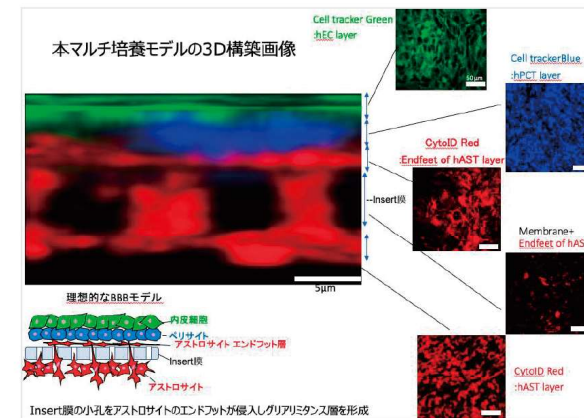 本マルチ培養モデルの3D構築画像
Cell tracker Green
:hEC layer
50μm
Cell trackerBlue
:hPCT layer
CytoID Red
:Endfeet of hAST layer
--Insert膜
Membrane+
Endfeet of hAS
5μm
理想的なBBBモデル
内皮細胞
ペリサイト
アストロサイト エンドフット層
Insert膜
アストロサイト
CytoID Red
:hAST layer
Insert膜の小孔をアストロサイトのエンドフットが侵入しグリアリミタンス層を形成